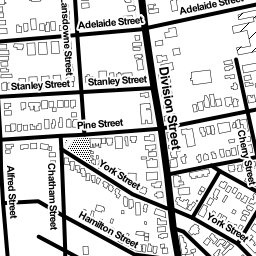 Adelaide Street
Adelaide Street
Lansdowne Street
Stanley Street
Stanley Street
Division Street
Pine Street
Cherry Street
York Street
Alfred Street
Chatham Street
York Street
Hamilton Street